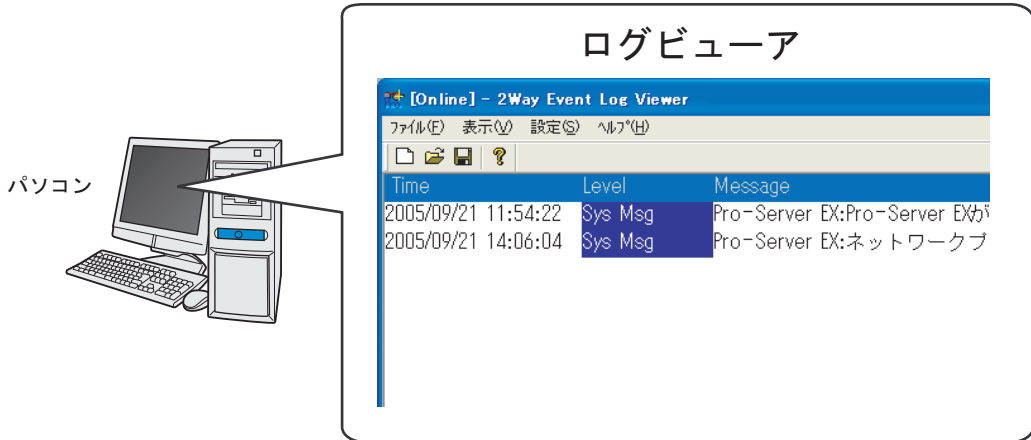 ログビューア
[Online] - 2Way Event Log Viewer
ファイル(F) 表示(V) 設定(S) ヘルプ(H)
Time Level Message
2005/09/21 11:54:22 Sys Msg Pro-Server EX:Pro-Server EXが
2005/09/21 14:06:04 Sys Msg Pro-Server EX:ネットワークプ
パソコン